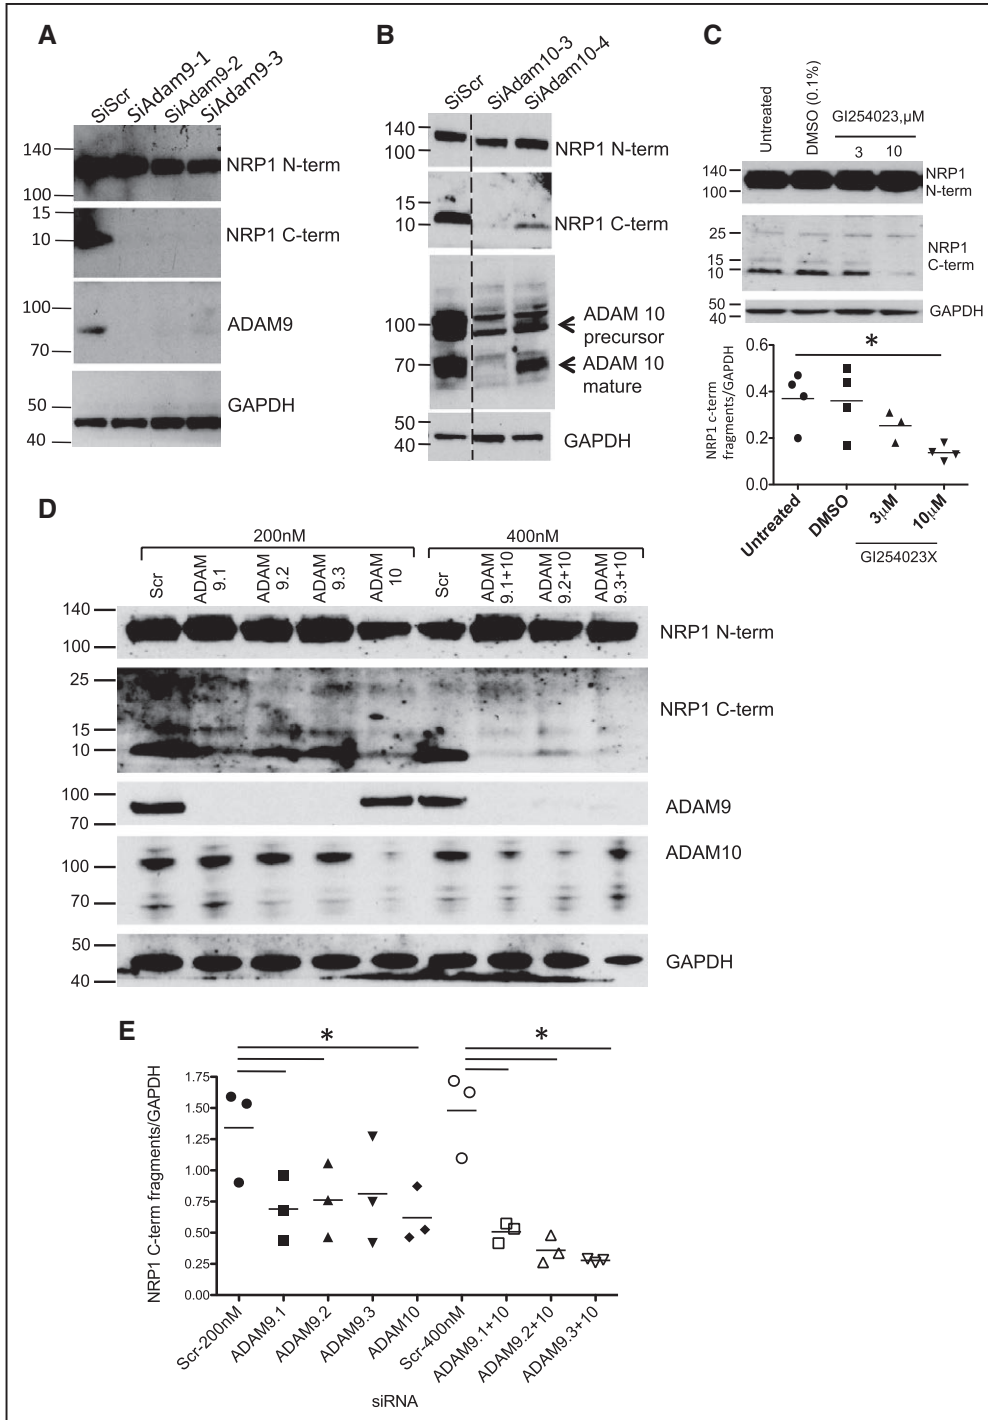 A
SiScr
SiAdam9-1
SiAdam9-2
SiAdam9-3
140
100
NRP1 N-term
15
10
NRP1 C-term
100
70
ADAM9
50
40
GAPDH
B
SiScr
SiAdam10-3
SiAdam10-4
140
100
NRP1 N-term
15
10
NRP1 C-term
100
70
ADAM 10
precursor
ADAM 10
mature
50
40
GAPDH
C
Untreated
DMSO (0.1%)
GI254023,µM
3 10
140
100
NRP1
N-term
25
15
10
NRP1
C-term
50
40
GAPDH
*
NRP1 c-term
fragments/GAPDH
0.6
0.4
0.2
0.0
Untreated
DMSO
3µM
10µM
GI254023X
D
200nM
400nM
Scr
ADAM
9.1
ADAM
9.2
ADAM
9.3
ADAM
10
Scr
ADAM
9.1+10
ADAM
9.2+10
ADAM
9.3+10
140
100
NRP1 N-term
25
15
10
NRP1 C-term
100
70
ADAM9
100
70
ADAM10
50
40
GAPDH
E
*
*
NRP1 C-term fragments/GAPDH
1.75
1.50
1.25
1.00
0.75
0.50
0.25
0.00
Scr-200nM
ADAM9.1
ADAM9.2
ADAM9.3
ADAM10
Scr-400nM
ADAM9.1+10
ADAM9.2+10
ADAM9.3+10
siRNA